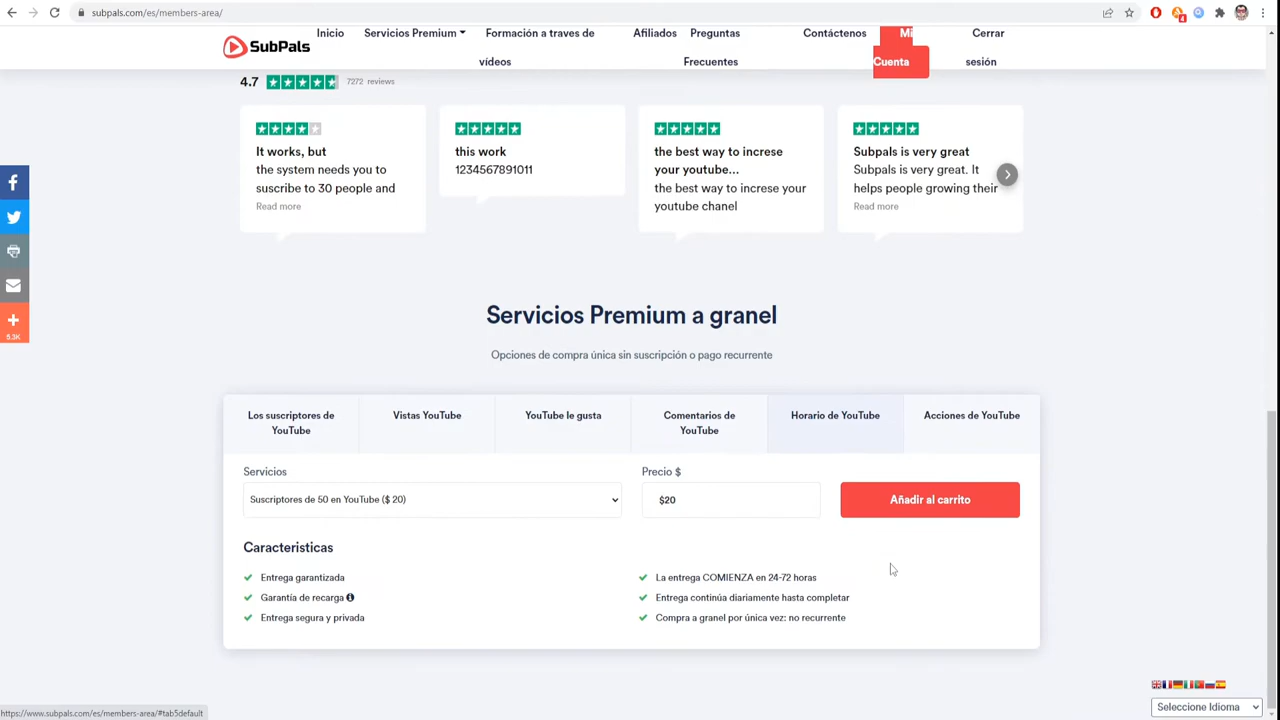 subpals.com/es/members-area/
4
SubPals
Inicio
Servicios Premium
Formación a traves de
vídeos
Afiliados
Preguntas
Frecuentes
Contáctenos
Mi
Cuenta
Cerrar
sesión
4.7
7272 reviews
It works, but
the system needs you to
suscribe to 30 people and
Read more
this work
1234567891011
the best way to increse
your youtube...
the best way to increse your
youtube chanel
Subpals is very great
Subpals is very great. It
helps people growing their
Read more
Servicios Premium a granel
Opciones de compra única sin suscripción o pago recurrente
Los suscriptores de
YouTube
Vistas YouTube
YouTube le gusta
Comentarios de
YouTube
Horario de YouTube
Acciones de YouTube
Servicios
Suscriptores de 50 en YouTube ($ 20)
Precio $
$20
Añadir al carrito
Caracteristicas
Entrega garantizada
Garantía de recarga
Entrega segura y privada
La entrega COMIENZA en 24-72 horas
Entrega continúa diariamente hasta completar
Compra a granel por única vez: no recurrente
Seleccione Idioma
https://www.subpals.com/es/members-area/#tab5default